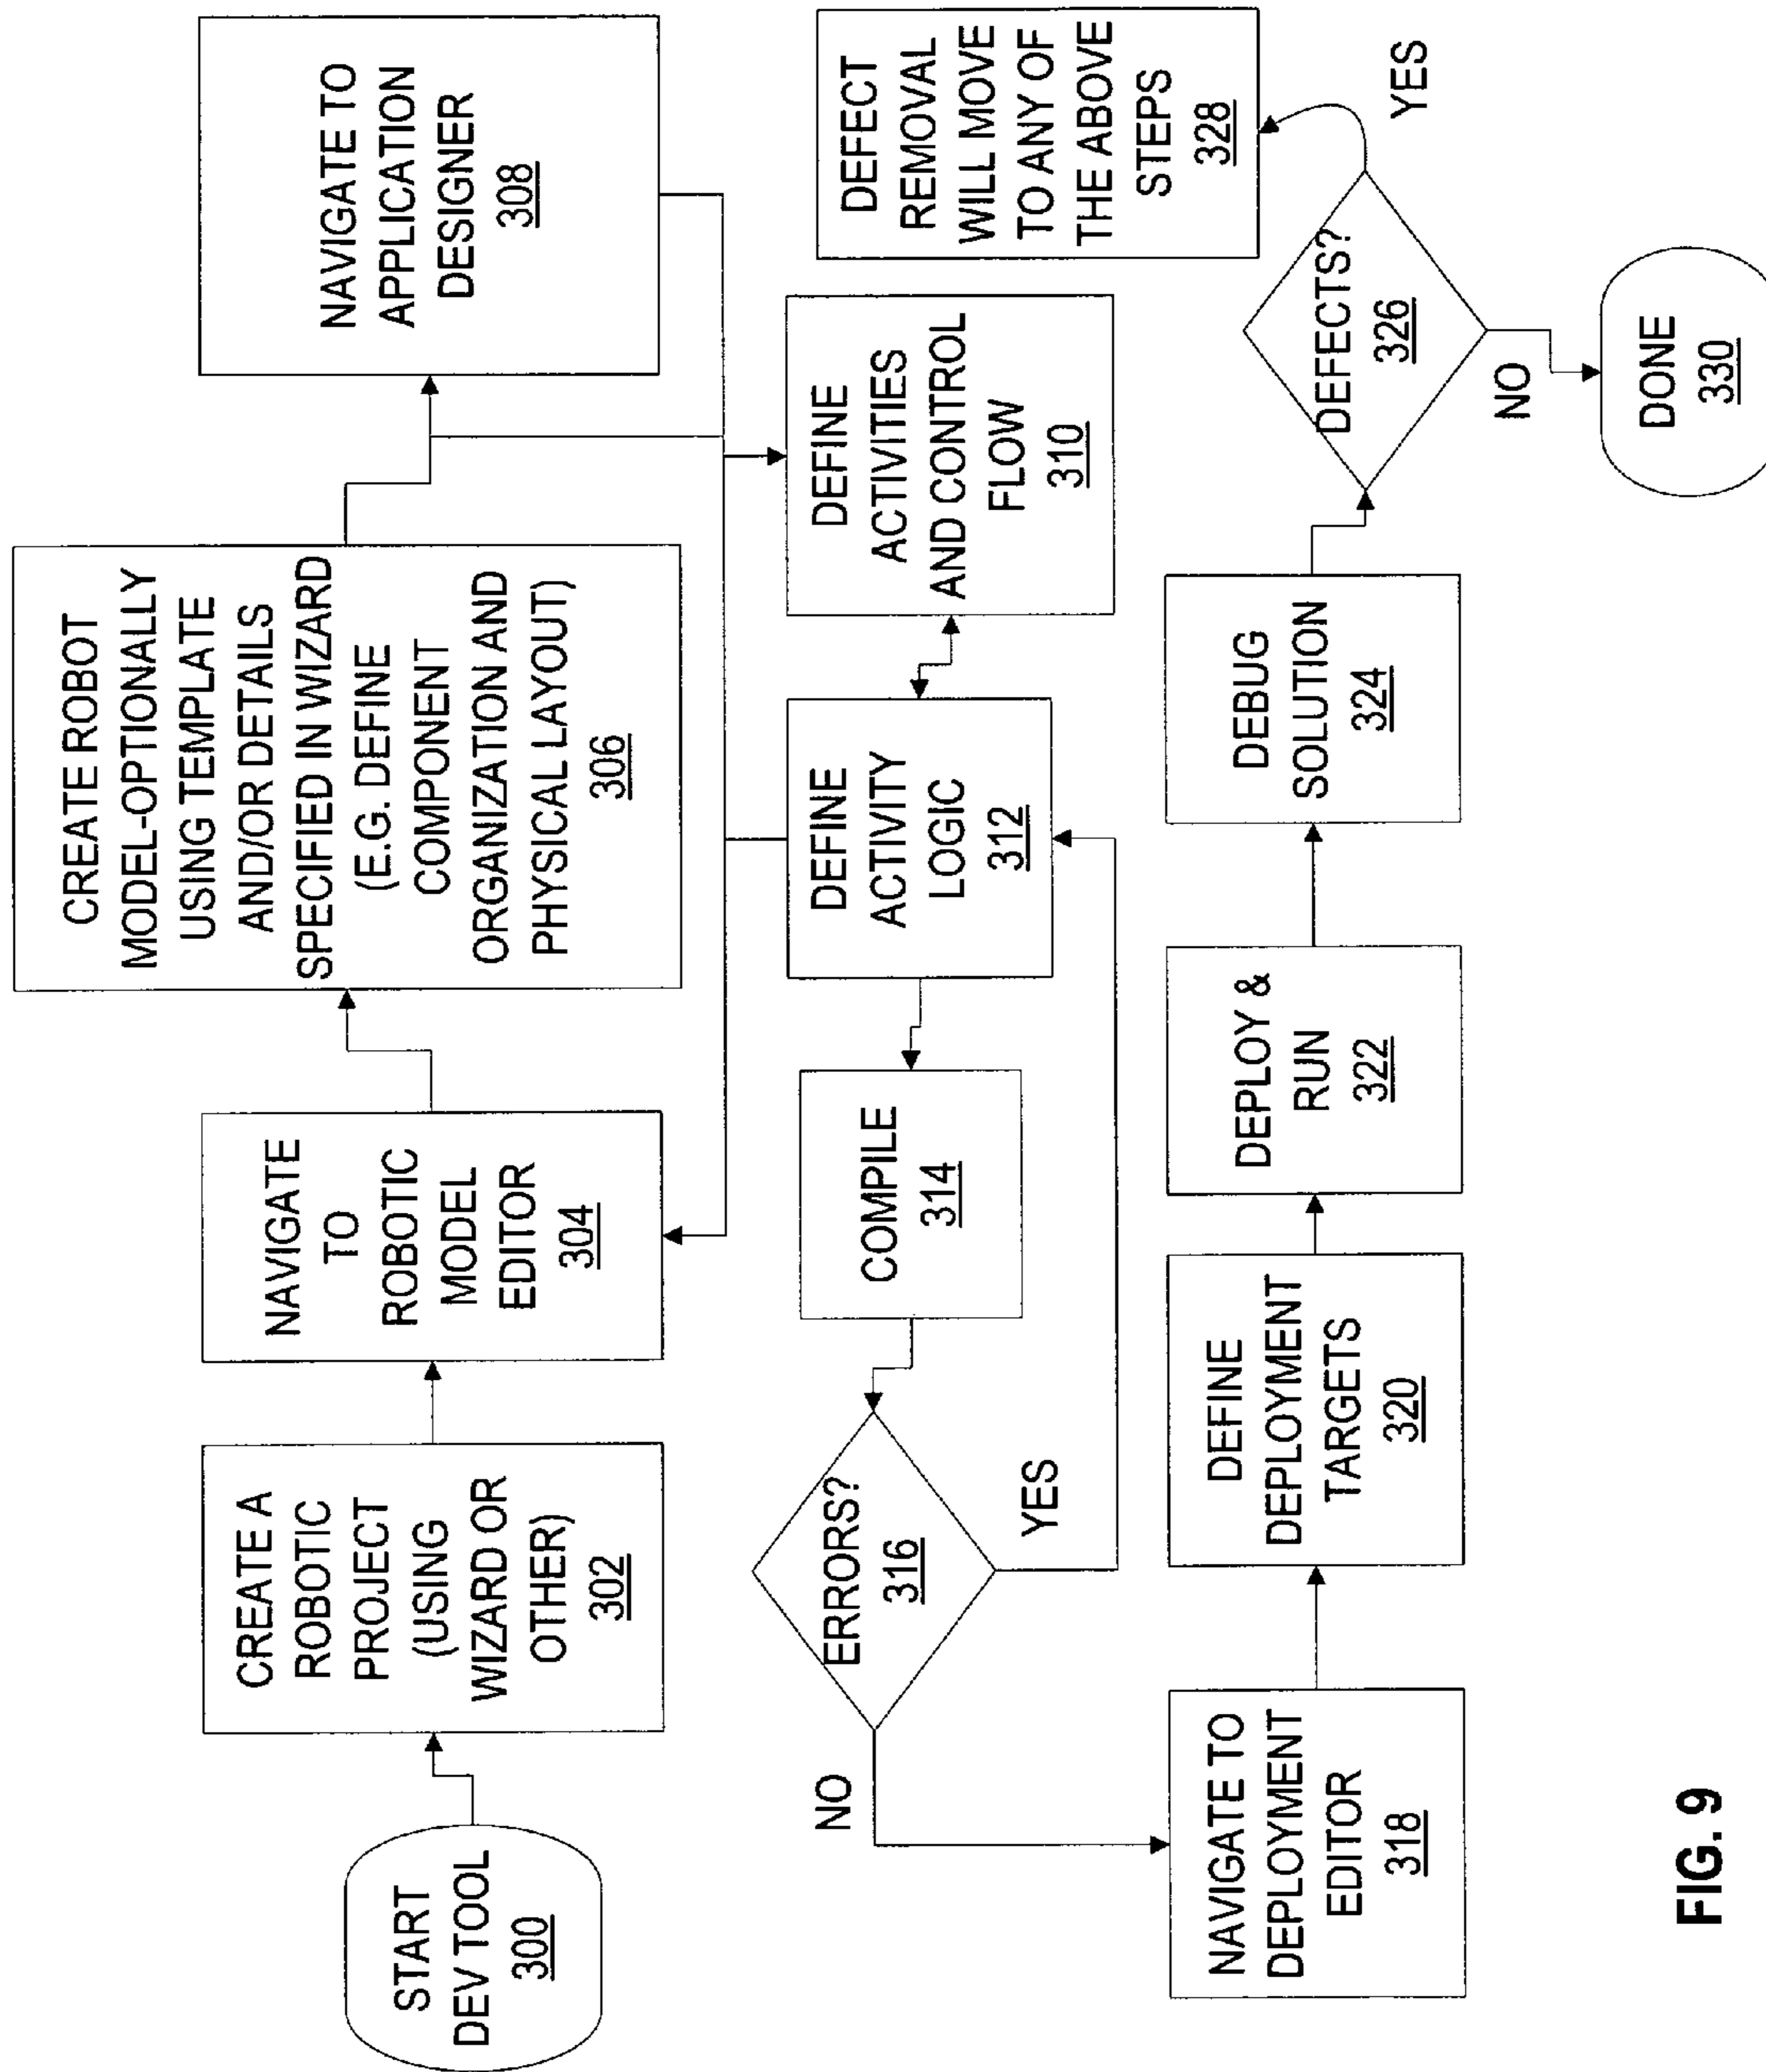 START
DEV TOOL
300
CREATE A
ROBOTIC
PROJECT
(USING
WIZARD OR
OTHER)
302
NAVIGATE
TO
ROBOTIC
MODEL
EDITOR
304
CREATE ROBOT
MODEL-OPTIONALLY
USING TEMPLATE
AND/OR DETAILS
SPECIFIED IN WIZARD
(E.G. DEFINE
COMPONENT
ORGANIZATION AND
PHYSICAL LAYOUT)
306
NAVIGATE TO
APPLICATION
DESIGNER
308
DEFINE
ACTIVITIES
AND CONTROL
FLOW
310
DEFINE
ACTIVITY
LOGIC
312
COMPILE
314
ERRORS?
316
YES
NO
NAVIGATE TO
DEPLOYMENT
EDITOR
318
DEFINE
DEPLOYMENT
TARGETS
320
DEPLOY &
RUN
322
DEBUG
SOLUTION
324
DEFECTS?
326
YES
DEFECT
REMOVAL
WILL MOVE
TO ANY OF
THE ABOVE
STEPS
328
NO
DONE
330
FIG. 9